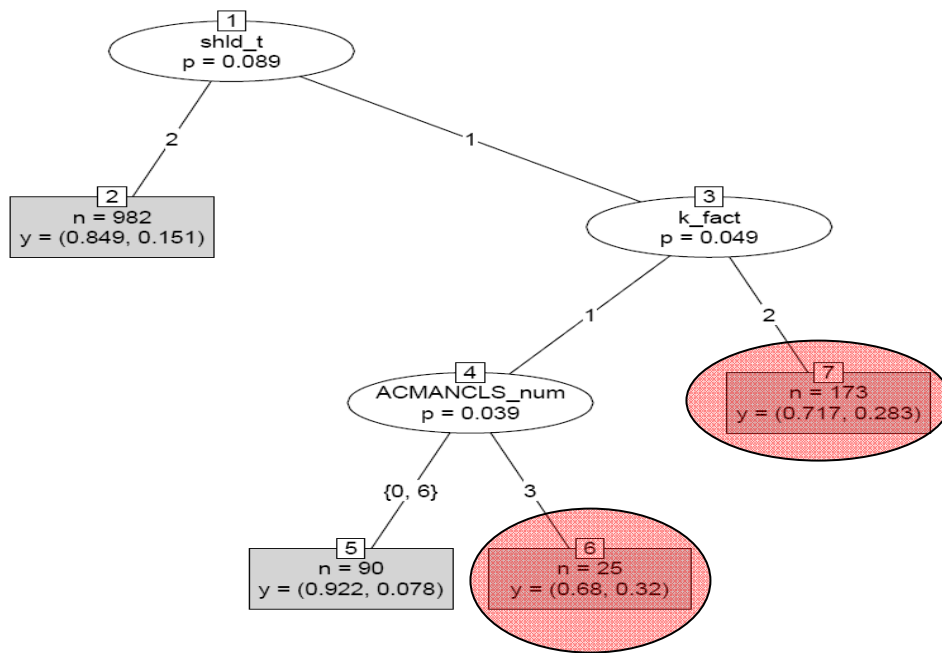 1
shld_t
p = 0.089
2
1
2
n = 982
y = (0.849, 0.151)
3
k_fact
p = 0.049
1
2
4
ACMANCLS_num
p = 0.039
7
n = 173
y = (0.717, 0.283)
{0, 6}
3
5
n = 90
y = (0.922, 0.078)
6
n = 25
y = (0.68, 0.32)